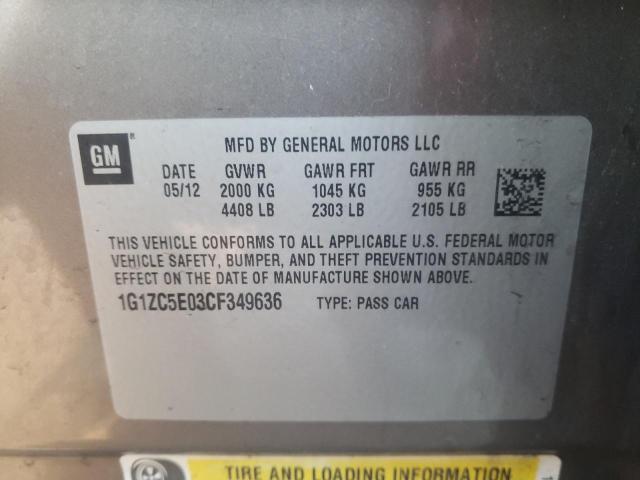 GM ®
MFD BY GENERAL MOTORS LLC
DATE GVWR GAWR FRT GAWR RR
05/12 2000 KG 1045 KG 955 KG
4408 LB 2303 LB 2105 LB
THIS VEHICLE CONFORMS TO ALL APPLICABLE U.S. FEDERAL MOTOR
VEHICLE SAFETY, BUMPER, AND THEFT PREVENTION STANDARDS IN
EFFECT ON THE DATE OF MANUFACTURE SHOWN ABOVE.
1G1ZC5E03CF349636 TYPE: PASS CAR
TIRE AND LOADING INFORMATION